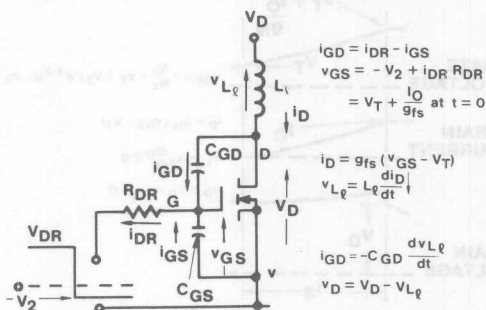 V_D
v_Lℓ
L_ℓ
i_D
C_GD
D
i_GD
R_DR
G
V_DR
i_DR
i_GS
v_GS
v_D
v
-V_2
C_GS
i_GD = i_DR - i_GS
v_GS = - V_2 + i_DR R_DR
= V_T + I_O/g_fs at t = 0
i_D = g_fs (v_GS - V_T)
v_Lℓ = L_ℓ di_D/dt ↓
i_GD = -C_GD dv_Lℓ/dt
v_D = V_D - v_Lℓ